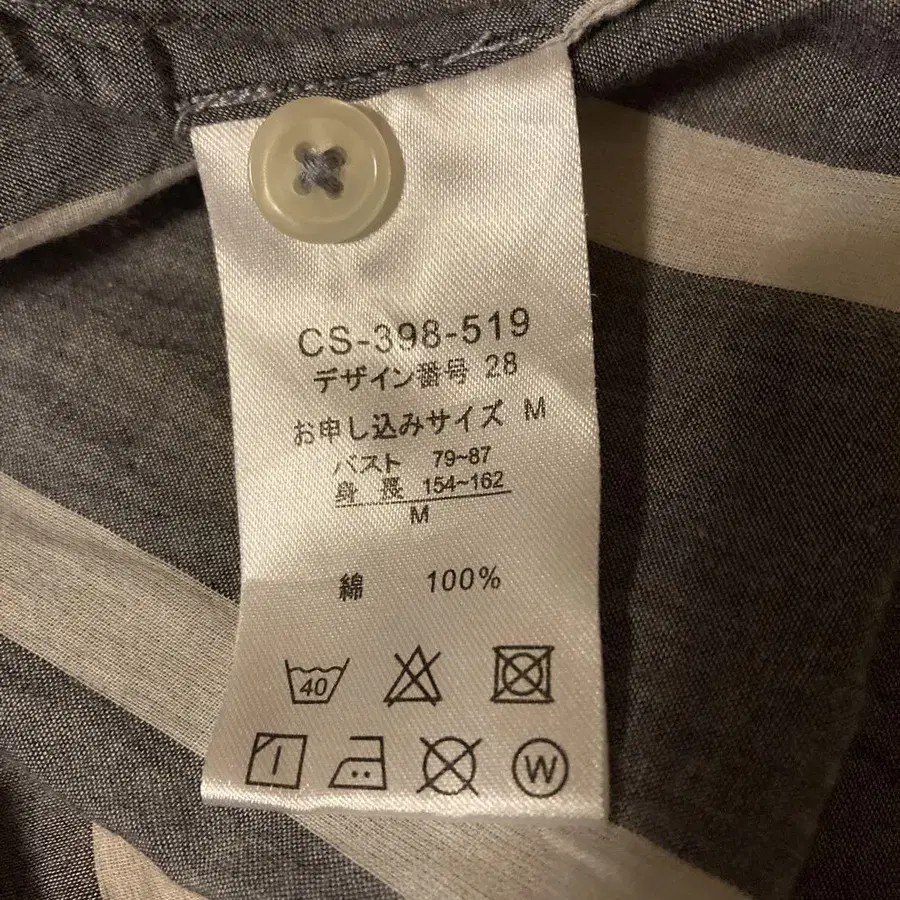 CS-398-519
デザイン番号 28
お申し込みサイズ M
バスト 79~87
身 長 154~162
M
綿 100%
40
W